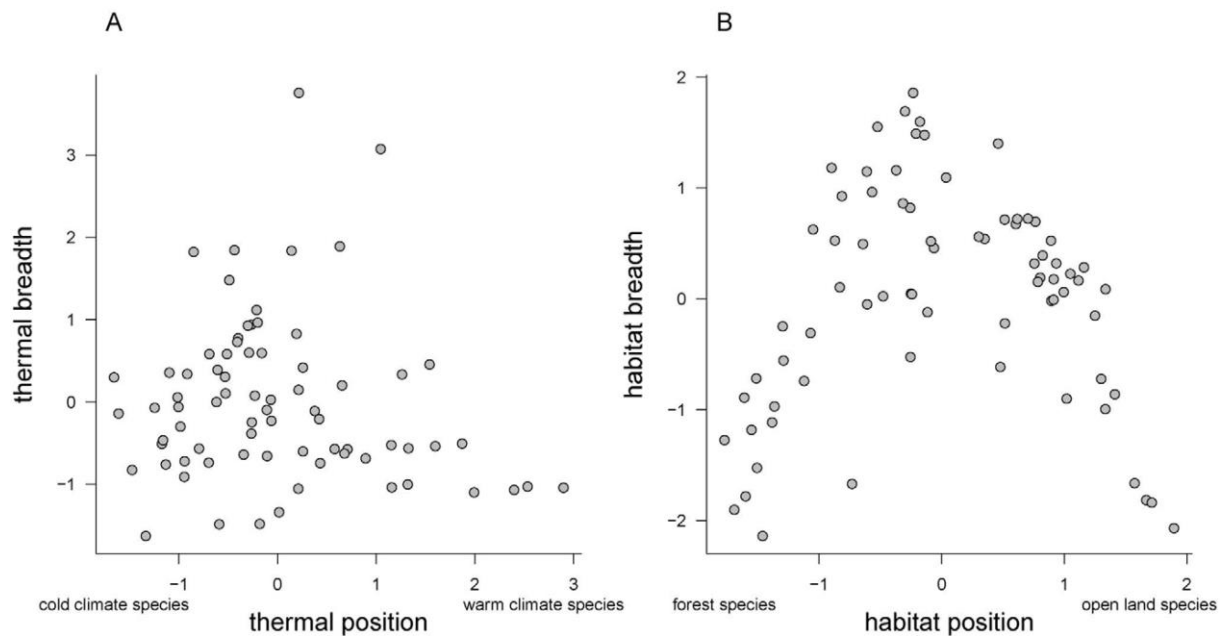 A
B
thermal breadth
3
2
1
0
−1
−1
0
1
2
3
cold climate species
warm climate species
thermal position
habitat breadth
2
1
0
−1
−2
−1
0
1
2
forest species
open land species
habitat position